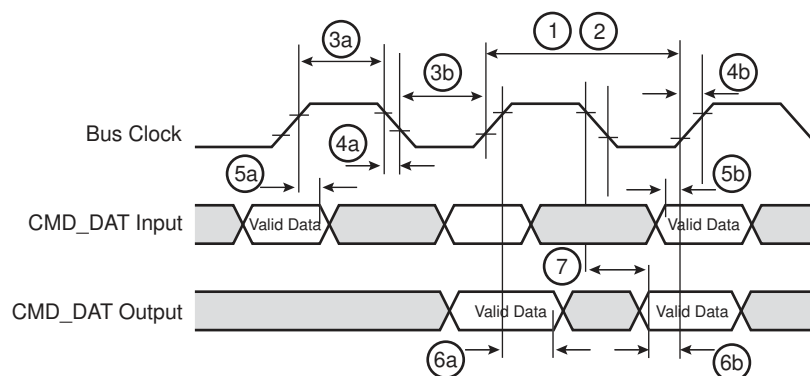 3a
1 2
3b
4b
Bus Clock
4a
5a
5b
CMD_DAT Input
Valid Data
Valid Data
7
CMD_DAT Output
Valid Data
Valid Data
6a
6b